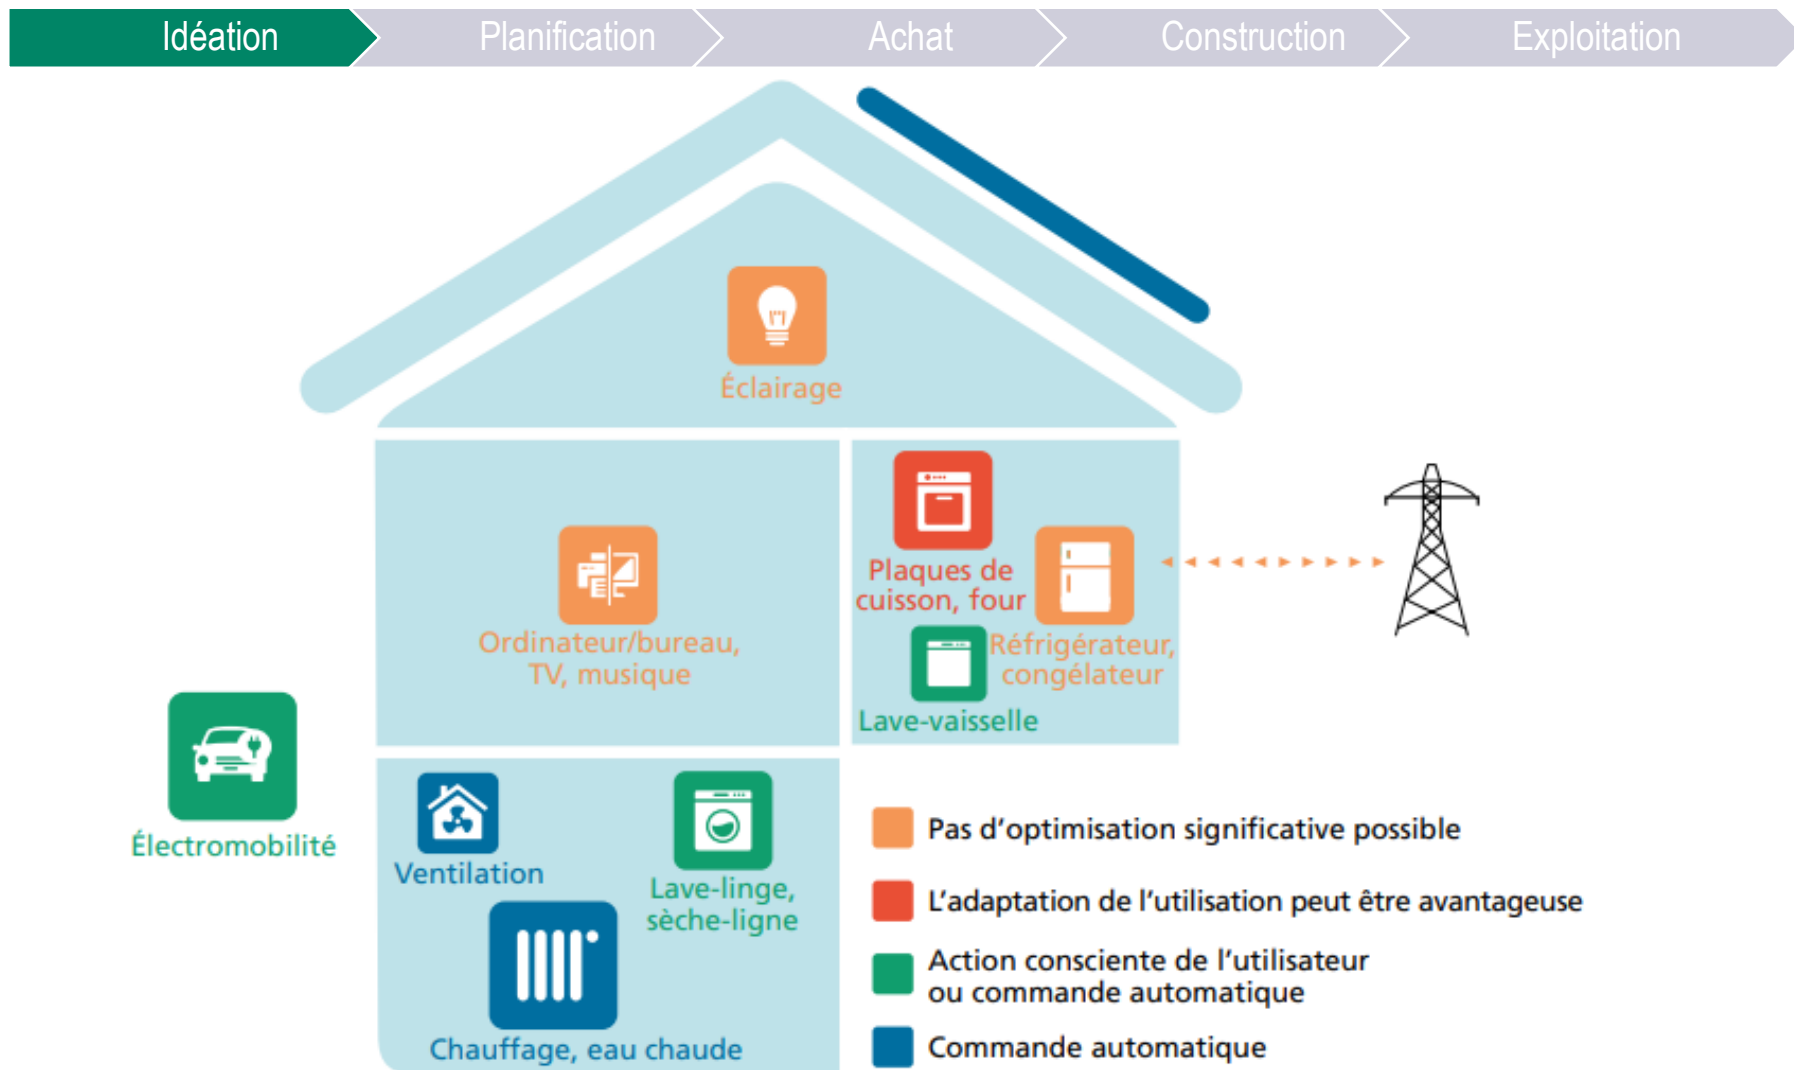 Idéation
Planification
Achat
Construction
Exploitation
Éclairage
Ordinateur/bureau,
TV, musique
Plaques de
cuisson, four
Réfrigérateur,
congélateur
Lave-vaisselle
Électromobilité
Ventilation
Lave-linge,
sèche-ligne
Chauffage, eau chaude
Pas d'optimisation significative possible
L'adaptation de l'utilisation peut être avantageuse
Action consciente de l'utilisateur
ou commande automatique
Commande automatique